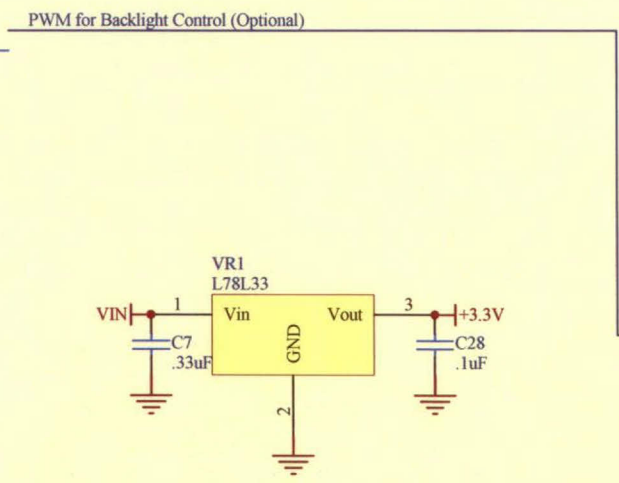 PWM for Backlight Control (Optional)
VR1
L78L33
VIN 1 Vin Vout 3 +3.3V
GND
C7
.33uF
C28
.1uF
2